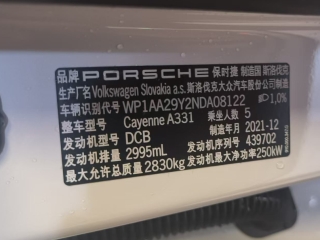 品牌 PORSCHE 保时捷 制造国 斯洛伐克
生产厂名 Volkswagen Slovakia a.s. 斯洛伐克大众汽车股份公司
车辆识别代号 WP1AA29Y2NDA08122 1,0%
整车型号 Cayenne A331 乘坐人数 5
发动机型号 DCB 制造年月 2021-12
发动机排量 2995mL 发动机序列号 439702
最大允许总质量 2830kg 发动机最大净功率 250kW